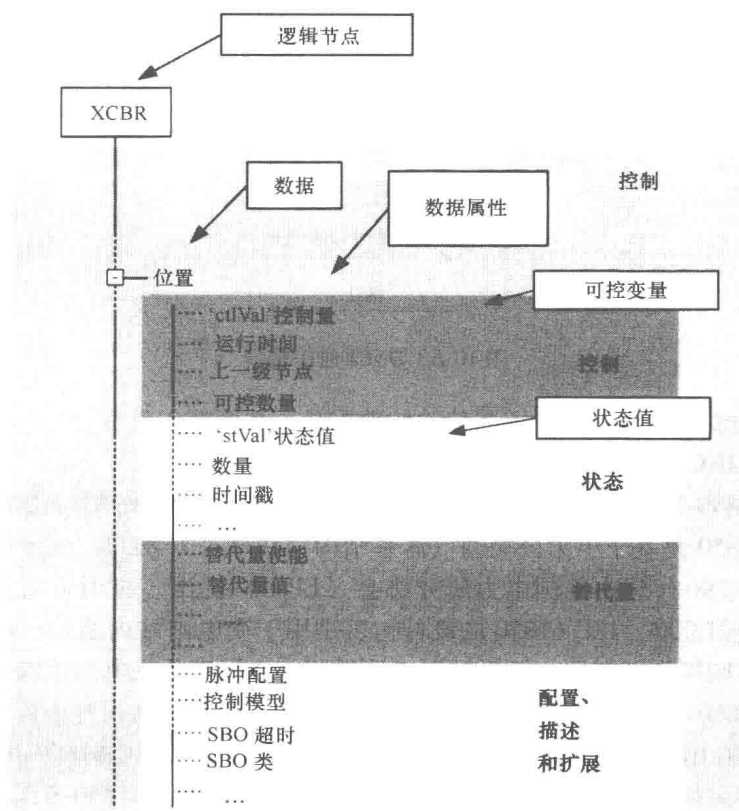 逻辑节点
XCBR
数据
数据属性
控制
位置
可控变量
'ctlVal'控制量
运行时间
上一级节点
控制
可控数量
状态值
'stVal'状态值
数量
状态
时间戳
…
替代量使能
替代量值
替代量
脉冲配置
控制模型
配置、
SBO 超时
描述
SBO 类
和扩展
…